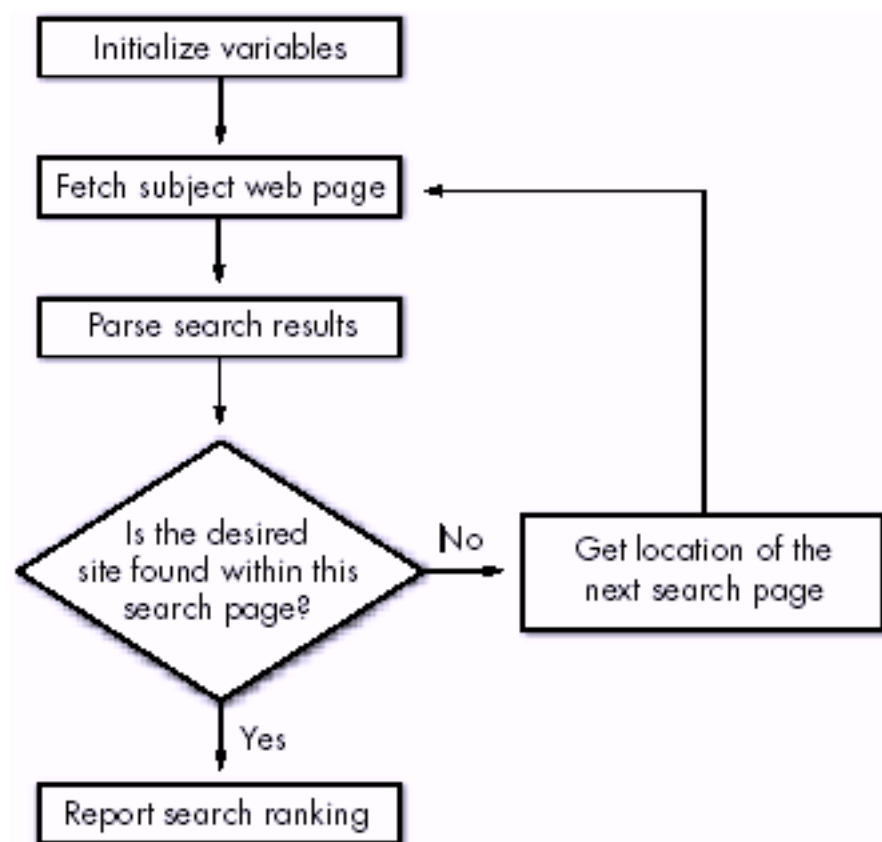 Initialize variables
Fetch subject web page
Parse search results
Is the desired
site found within this
search page?
No
Get location of the
next search page
Yes
Report search ranking